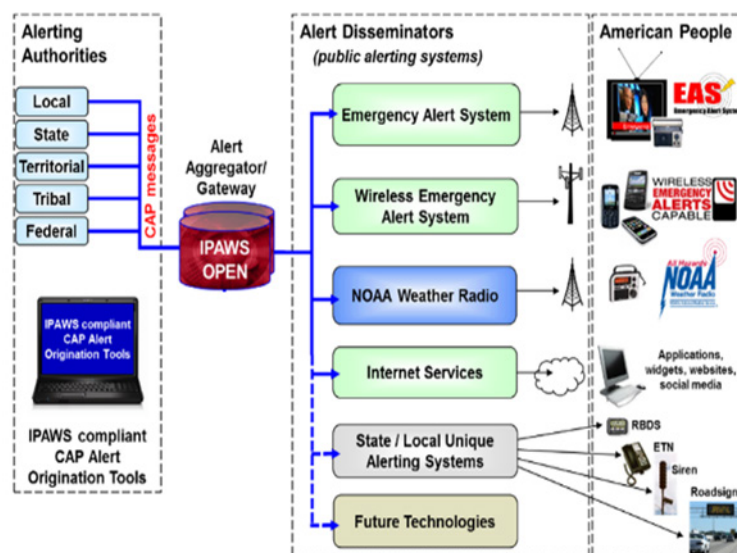 Alerting
Authorities
Local
State
Territorial
Tribal
Federal
CAP messages
IPAWS compliant
CAP Alert
Origination Tools
IPAWS compliant
CAP Alert
Origination Tools
Alert
Aggregator/
Gateway
IPAWS
OPEN
Alert Disseminators
(public alerting systems)
Emergency Alert System
Wireless Emergency
Alert System
NOAA Weather Radio
Internet Services
State / Local Unique
Alerting Systems
Future Technologies
American People
EAS
Emergency Alert System
WIRELESS
EMERGENCY
ALERTS
CAPABLE
All Hazards
NOAA
Weather Radio
Applications,
widgets, websites,
social media
RBDS
ETN
Siren
Roadsign